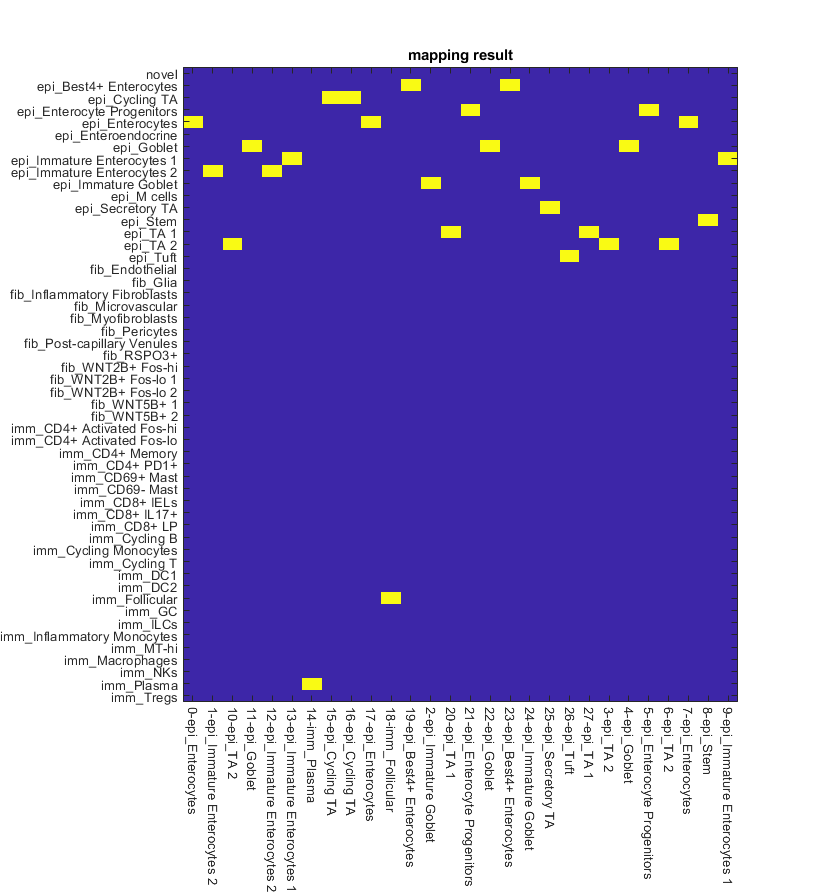 mapping result
novel
epi_Best4+ Enterocytes
epi_Cycling TA
epi_Enterocyte Progenitors
epi_Enterocytes
epi_Enteroendocrine
epi_Goblet
epi_Immature Enterocytes 1
epi_Immature Enterocytes 2
epi_Immature Goblet
epi_M cells
epi_Secretory TA
epi_Stem
epi_TA 1
epi_TA 2
epi_Tuft
fib_Endothelial
fib_Glia
fib_Inflammatory Fibroblasts
fib_Microvascular
fib_Myofibroblasts
fib_Pericytes
fib_Post-capillary Venules
fib_RSPO3+
fib_WNT2B+ Fos-hi
fib_WNT2B+ Fos-lo 1
fib_WNT2B+ Fos-lo 2
fib_WNT5B+ 1
fib_WNT5B+ 2
imm_CD4+ Activated Fos-hi
imm_CD4+ Activated Fos-lo
imm_CD4+ Memory
imm_CD4+ PD1+
imm_CD69+ Mast
imm_CD69- Mast
imm_CD8+ IELs
imm_CD8+ IL17+
imm_CD8+ LP
imm_Cycling B
imm_Cycling Monocytes
imm_Cycling T
imm_DC1
imm_DC2
imm_Follicular
imm_GC
imm_ILCs
imm_Inflammatory Monocytes
imm_MT-hi
imm_Macrophages
imm_NKs
imm_Plasma
imm_Tregs
0-epi_Enterocytes
1-epi_Immature Enterocytes 2
10-epi_TA 2
11-epi_Goblet
12-epi_Immature Enterocytes 2
13-epi_Immature Enterocytes 1
14-imm_Plasma
15-epi_Cycling TA
16-epi_Cycling TA
17-epi_Enterocytes
18-imm_Follicular
19-epi_Best4+ Enterocytes
2-epi_Immature Goblet
20-epi_TA 1
21-epi_Enterocyte Progenitors
22-epi_Goblet
23-epi_Best4+ Enterocytes
24-epi_Immature Goblet
25-epi_Secretory TA
26-epi_Tuft
27-epi_TA 1
3-epi_TA 2
4-epi_Goblet
5-epi_Enterocyte Progenitors
6-epi_TA 2
7-epi_Enterocytes
8-epi_Stem
9-epi_Immature Enterocytes 1